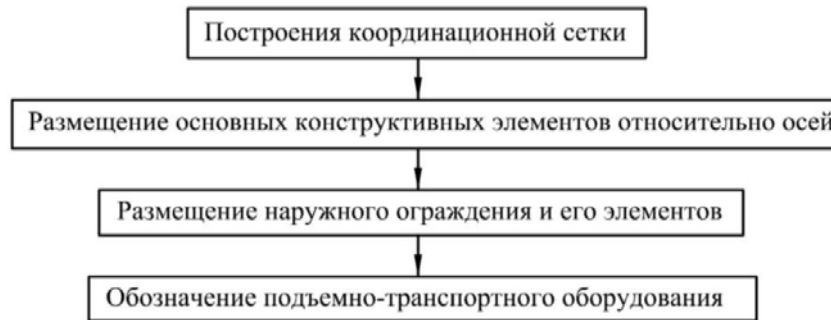 Построения координационной сетки
Размещение основных конструктивных элементов относительно осей
Размещение наружного ограждения и его элементов
Обозначение подъемно-транспортного оборудования